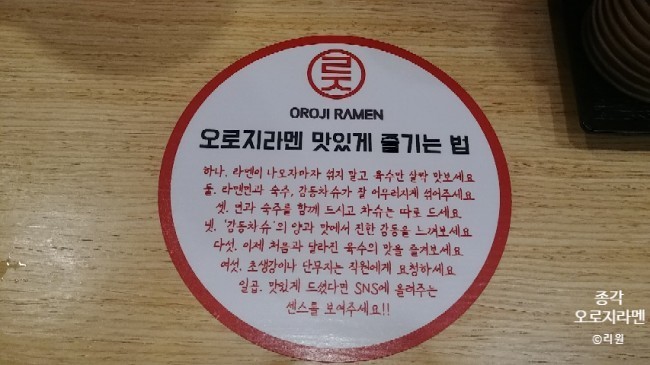 OROJI RAMEN
오로지라멘 맛있게 즐기는 법
하나. 라멘이 나오자마자 섞지 말고 육수만 살짝 맛보세요
둘. 라멘면과 숙주, 감동차슈가 잘 어우러지게 섞어주세요
셋. 면과 숙주를 함께 드시고 차슈는 따로 드세요
넷. '감동차슈'의 양과 맛에서 진한 감동을 느껴보세요
다섯. 이제 처음과 달라진 육수의 맛을 즐겨보세요
여섯. 초생강이나 단무지는 직원에게 요청하세요
일곱. 맛있게 드셨다면 SNS에 올려주는
센스를 보여주세요!!
종각
오로지라멘
©리원